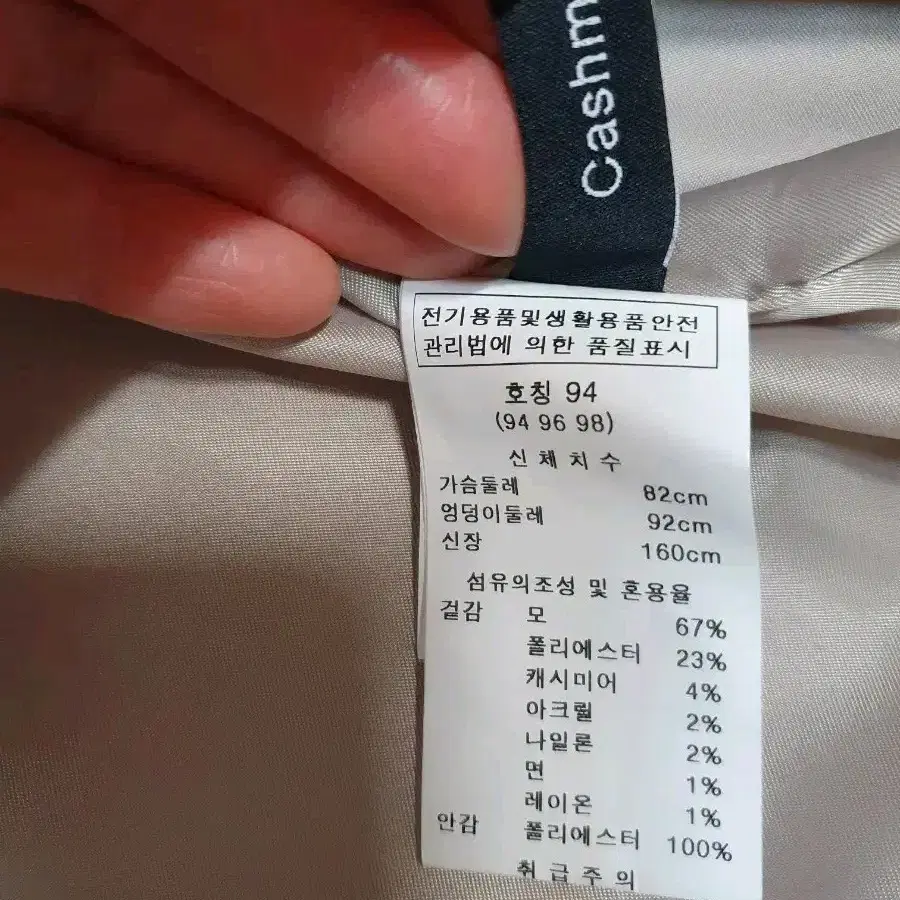 Cashm
전기용품및생활용품안전
관리법에 의한 품질표시
호칭 94
(94 96 98)
신체치수
가슴둘레 82cm
엉덩이둘레 92cm
신장 160cm
섬유의조성 및 혼용율
겉감 모 67%
폴리에스터 23%
캐시미어 4%
아크릴 2%
나일론 2%
면 1%
레이온 1%
안감 폴리에스터 100%
취급주의